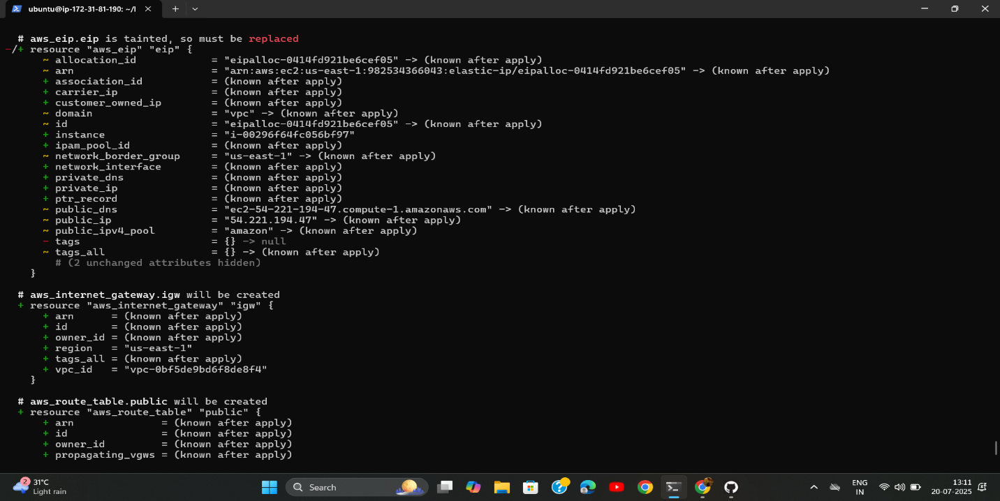 ubuntu@ip-172-31-81-190: ~/l
# aws_eip.eip is tainted, so must be replaced
-/+ resource "aws_eip" "eip" {
~ allocation_id = "eipalloc-0414fd921be6cef05" -> (known after apply)
~ arn = "arn:aws:ec2:us-east-1:982534366043:elastic-ip/eipalloc-0414fd921be6cef05" -> (known after apply)
+ association_id = (known after apply)
+ carrier_ip = (known after apply)
+ customer_owned_ip = (known after apply)
~ domain = "vpc" -> (known after apply)
~ id = "eipalloc-0414fd921be6cef05" -> (known after apply)
+ instance = "i-00296f64fc056bf97"
+ ipam_pool_id = (known after apply)
~ network_border_group = "us-east-1" -> (known after apply)
+ network_interface = (known after apply)
+ private_dns = (known after apply)
+ private_ip = (known after apply)
+ ptr_record = (known after apply)
~ public_dns = "ec2-54-221-194-47.compute-1.amazonaws.com" -> (known after apply)
~ public_ip = "54.221.194.47" -> (known after apply)
~ public_ipv4_pool = "amazon" -> (known after apply)
- tags = {} -> null
~ tags_all = {} -> (known after apply)
# (2 unchanged attributes hidden)
}
# aws_internet_gateway.igw will be created
+ resource "aws_internet_gateway" "igw" {
+ arn = (known after apply)
+ id = (known after apply)
+ owner_id = (known after apply)
+ region = "us-east-1"
+ tags_all = (known after apply)
+ vpc_id = "vpc-0bf5de9bd6f8de8f4"
}
# aws_route_table.public will be created
+ resource "aws_route_table" "public" {
+ arn = (known after apply)
+ id = (known after apply)
+ owner_id = (known after apply)
+ propagating_vgws = (known after apply)
2
31°C
Light rain
Search
ENG
IN
13:11
20-07-2025